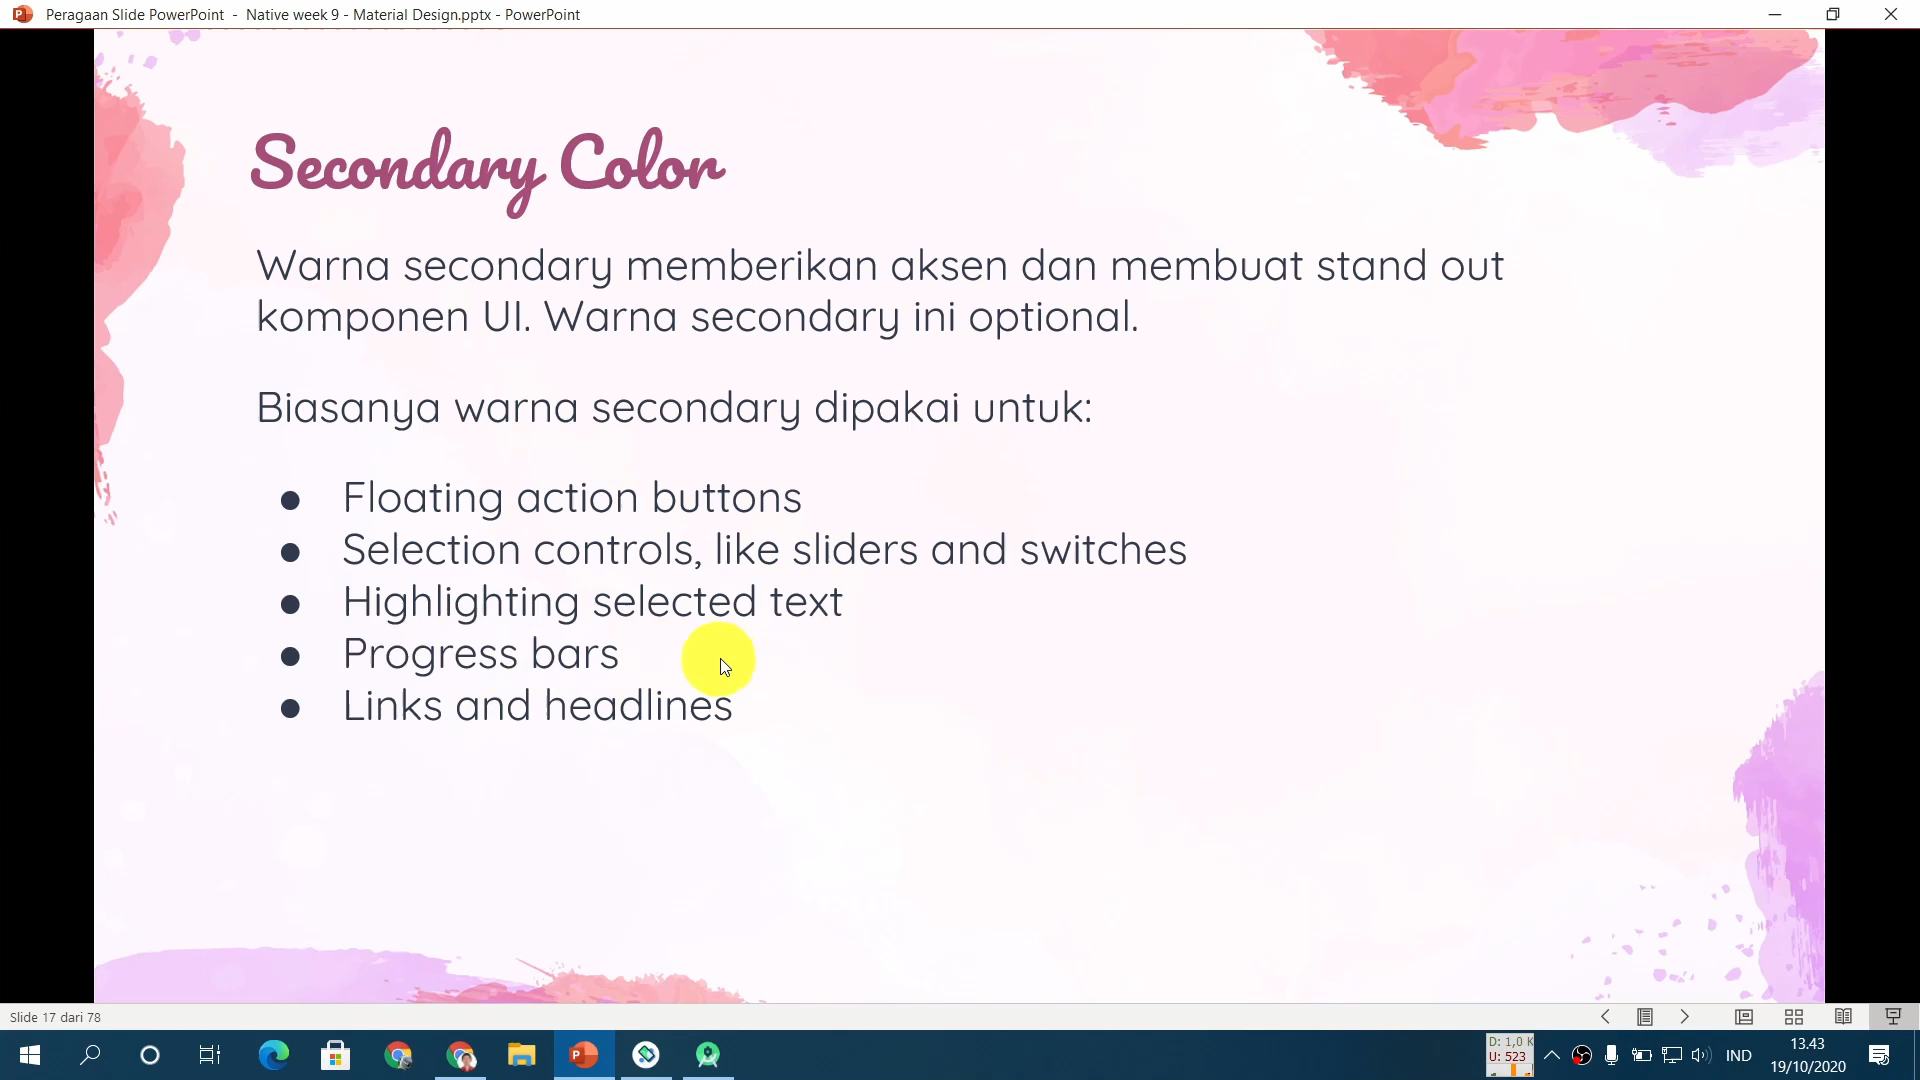 Peragaan Slide PowerPoint - Native week 9 - Material Design.pptx - PowerPoint
Secondary Color
Warna secondary memberikan aksen dan membuat stand out
komponen UI. Warna secondary ini optional.
Biasanya warna secondary dipakai untuk:
● Floating action buttons
● Selection controls, like sliders and switches
● Highlighting selected text
● Progress bars
● Links and headlines
Slide 17 dari 78
D: 1,0 K
U: 523
IND
13.43
19/10/2020